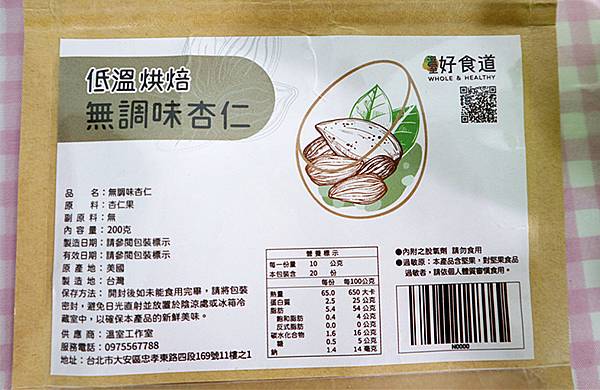 低溫烘焙
無調味杏仁
溫室好食道
WHOLE & HEALTHY
品　　名：無調味杏仁
原　　料：杏仁果
副 原 料：無
內 容 量：200克
製造日期：請參閱包裝標示
有效日期：請參閱包裝標示
原 產 地：美國
製 造 地：台灣
保存方法：開封後如未能食用完畢，請將包裝
密封，避免日光直射並放置於陰涼處或冰箱冷
藏室中，以確保本產品的新鮮美味。
供 應 商：溫室工作室
服務電話：0975567788
地址：台北市大安區忠孝東路四段169號11樓之1
營養標示
每一份量 10 公克
本包裝含 20 份
每份 每100公克
熱量 65.0 650 大卡
蛋白質 2.5 25 公克
脂肪 5.4 54 公克
飽和脂肪 0.4 4 公克
反式脂肪 0.0 0 公克
碳水化合物 1.6 16 公克
糖 0.5 5 公克
鈉 1.4 14 毫克
●內附之脫氧劑 請勿食用
●過敏原：本產品含堅果，對堅果食品
過敏者，請依個人體質審慎食用。
N0000